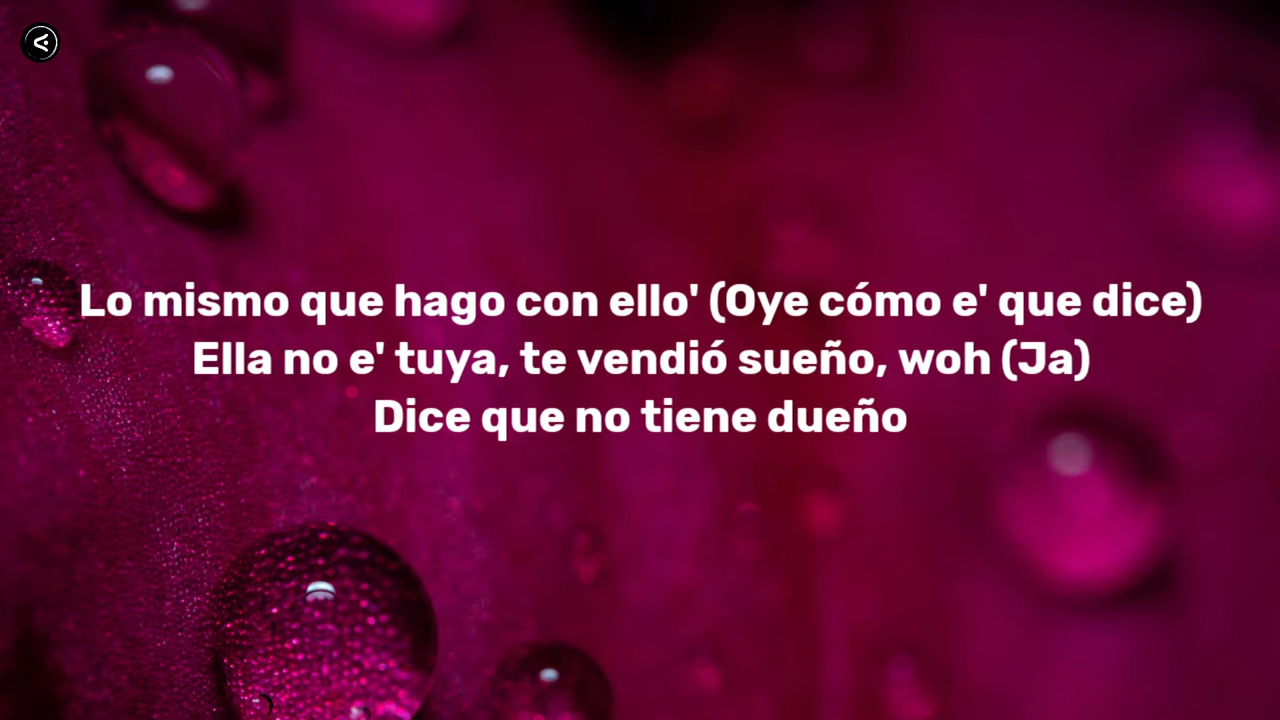 Lo mismo que hago con ello' (Oye cómo e' que dice)
Ella no e' tuya, te vendió sueño, woh (Ja)
Dice que no tiene dueño